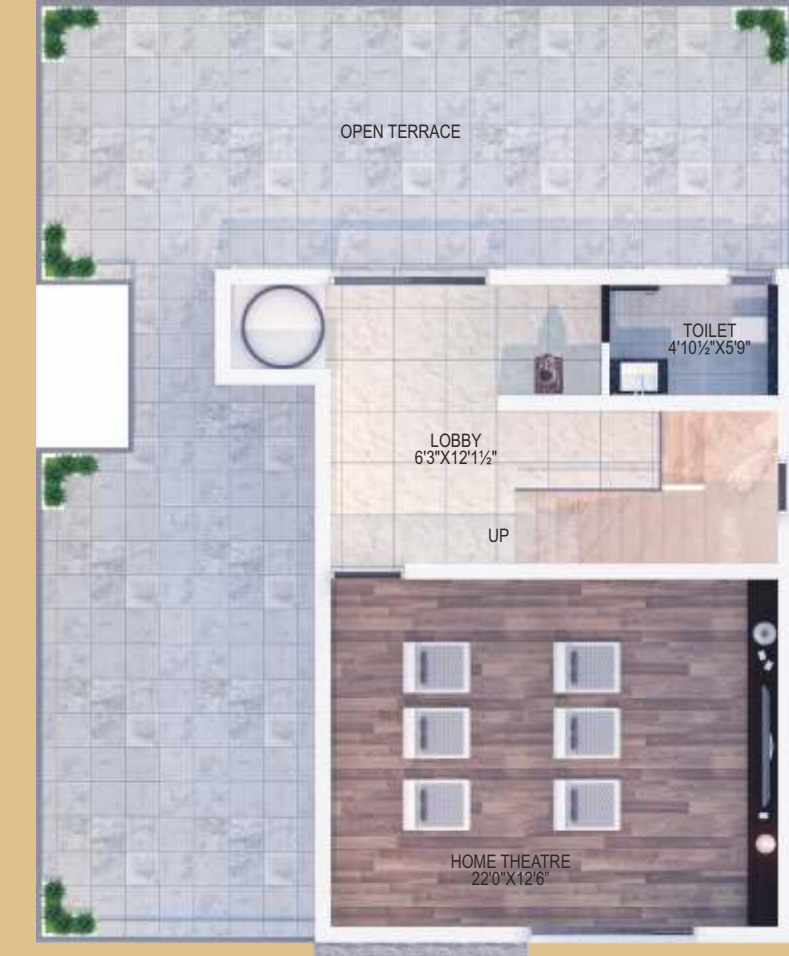 OPEN TERRACE
TOILET
4'10½"X5'9"
LOBBY
6'3"X12'1½"
UP
HOME THEATRE
22'0"X12'6"